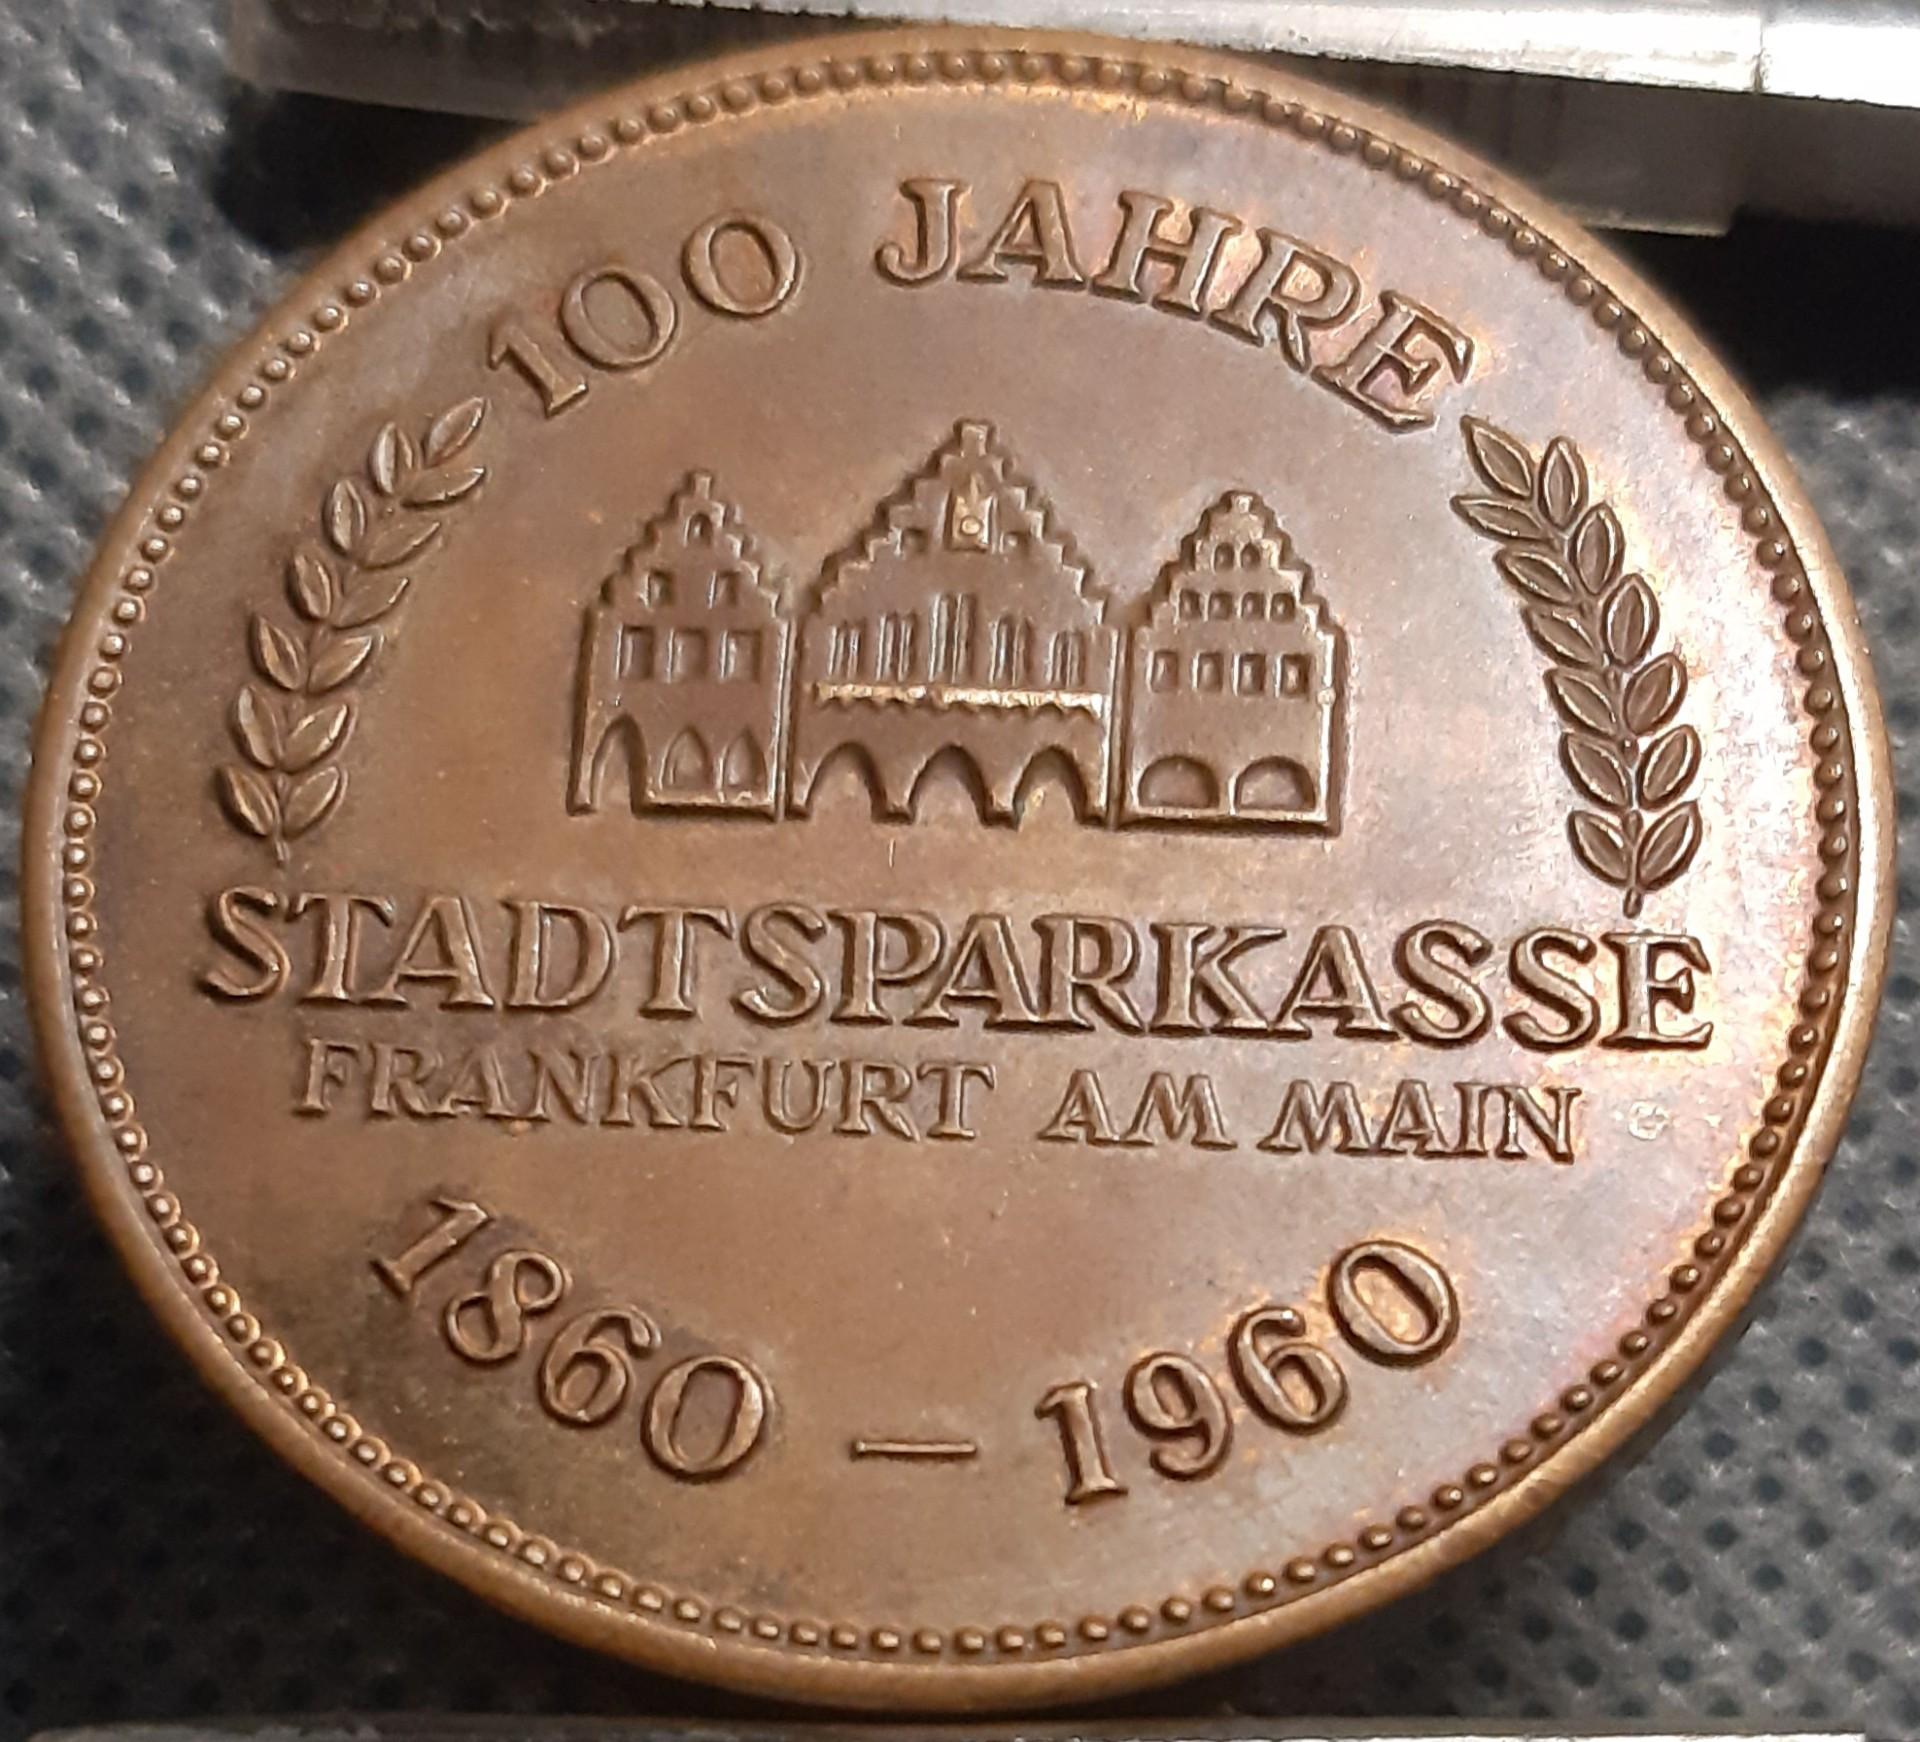 100 JAHRE
STADTSPARKASSE
FRANKFURT AM MAIN
1860 – 1960